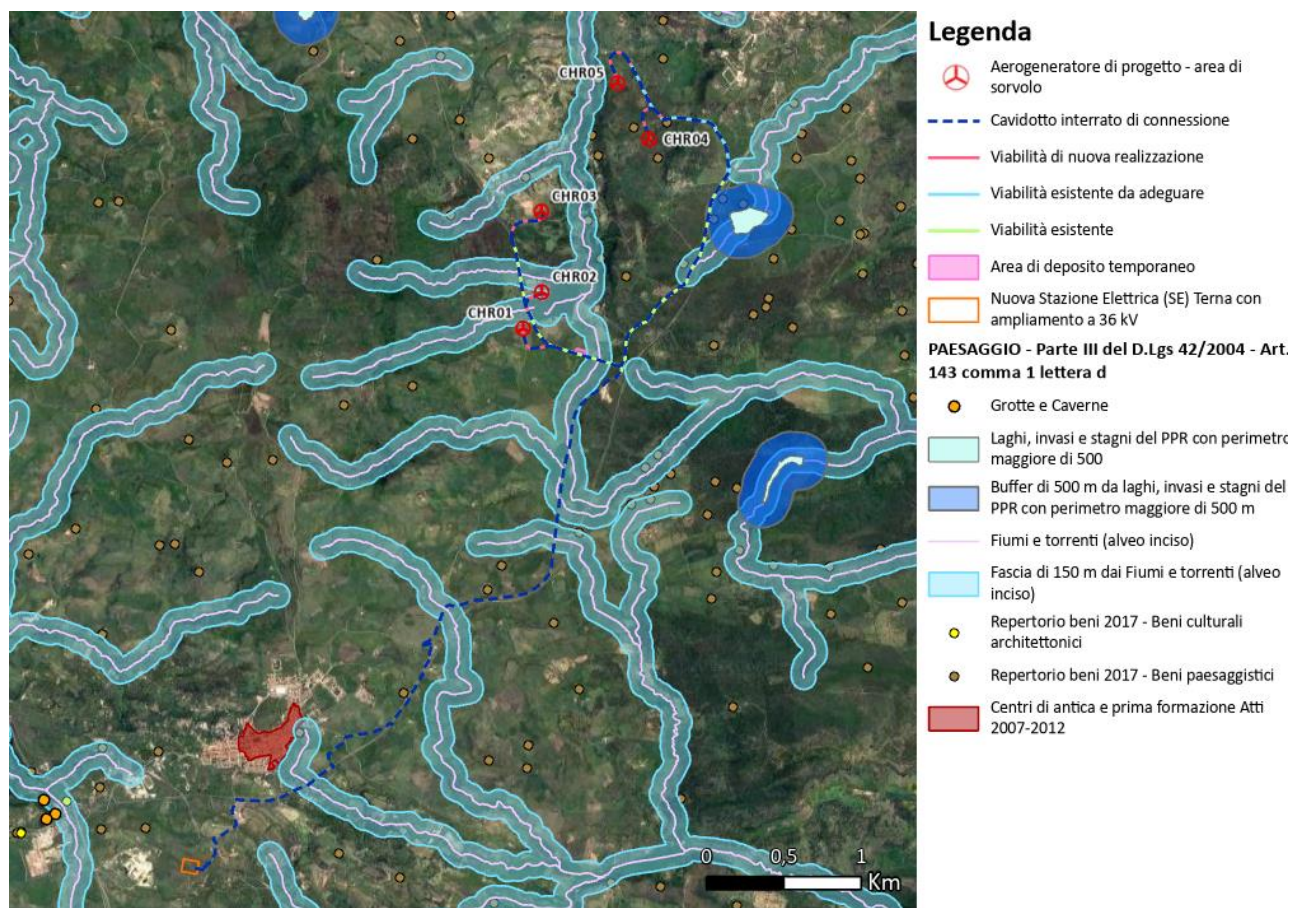 CHR05
CHR04
CHR03
CHR02
CHR01
0 0,5 1
Km
Legenda
Aerogeneratore di progetto - area di
sorvolo
Cavidotto interrato di connessione
Viabilità di nuova realizzazione
Viabilità esistente da adeguare
Viabilità esistente
Area di deposito temporaneo
Nuova Stazione Elettrica (SE) Terna con
ampliamento a 36 kV
PAESAGGIO - Parte III del D.Lgs 42/2004 - Art.
143 comma 1 lettera d
Grotte e Caverne
Laghi, invasi e stagni del PPR con perimetro
maggiore di 500
Buffer di 500 m da laghi, invasi e stagni del
PPR con perimetro maggiore di 500 m
Fiumi e torrenti (alveo inciso)
Fascia di 150 m dai Fiumi e torrenti (alveo
inciso)
Repertorio beni 2017 - Beni culturali
architettonici
Repertorio beni 2017 - Beni paesaggistici
Centri di antica e prima formazione Atti
2007-2012